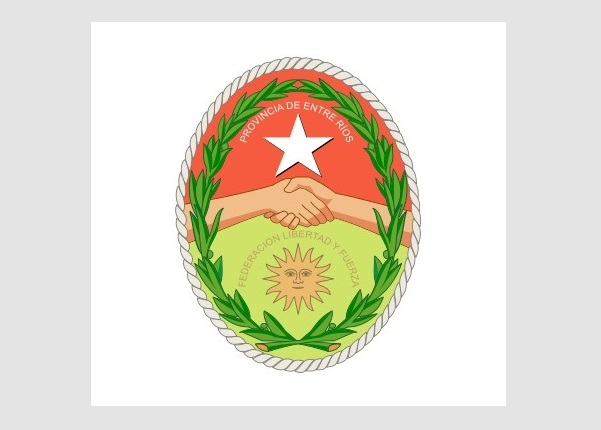 PROVINCIA DE ENTRE RIOS
FEDERACION LIBERTAD Y FUERZA